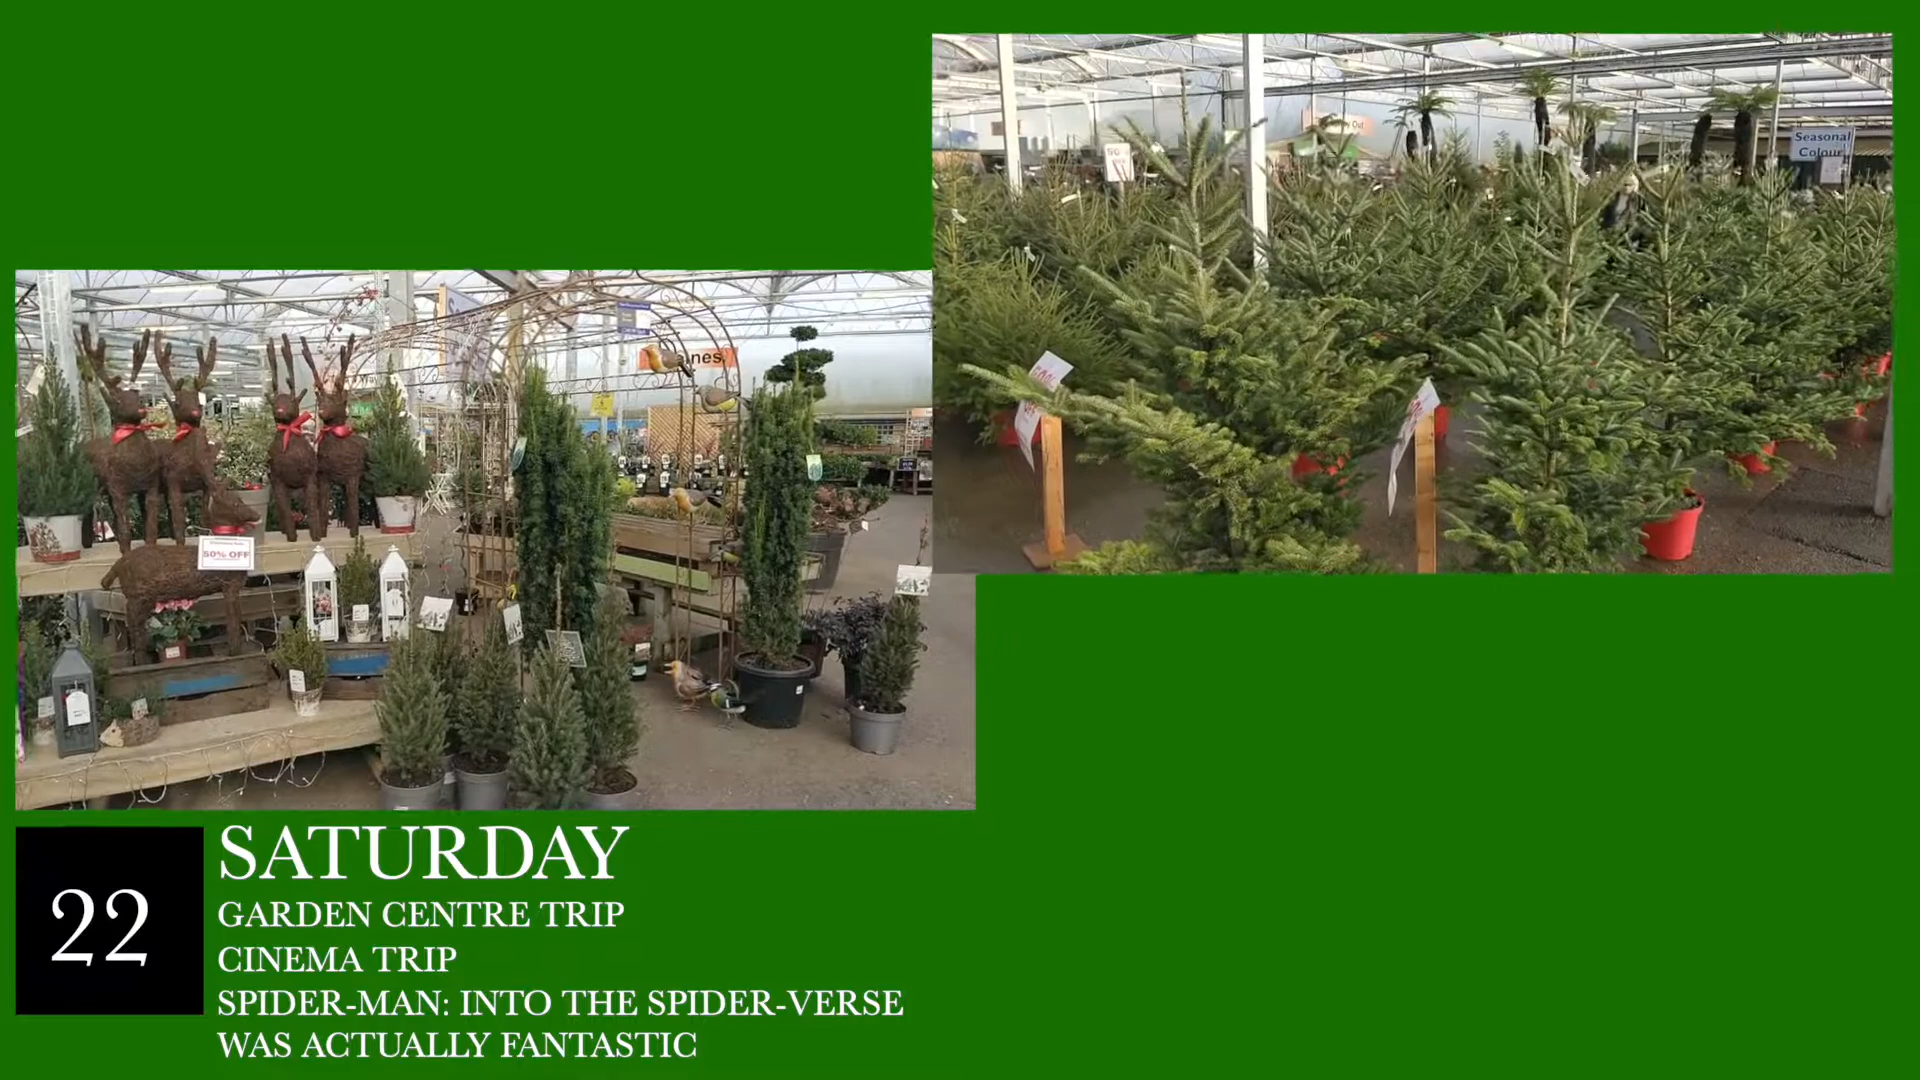 Seasonal
Colour
50% OFF
22
SATURDAY
GARDEN CENTRE TRIP
CINEMA TRIP
SPIDER-MAN: INTO THE SPIDER-VERSE
WAS ACTUALLY FANTASTIC